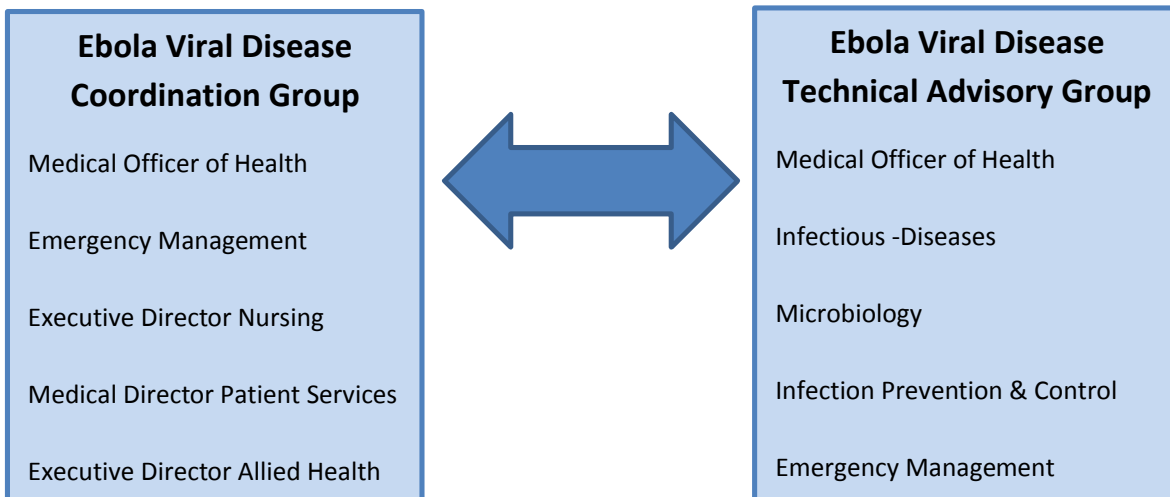 Ebola Viral Disease
Coordination Group
Medical Officer of Health
Emergency Management
Executive Director Nursing
Medical Director Patient Services
Executive Director Allied Health
Ebola Viral Disease
Technical Advisory Group
Medical Officer of Health
Infectious -Diseases
Microbiology
Infection Prevention & Control
Emergency Management